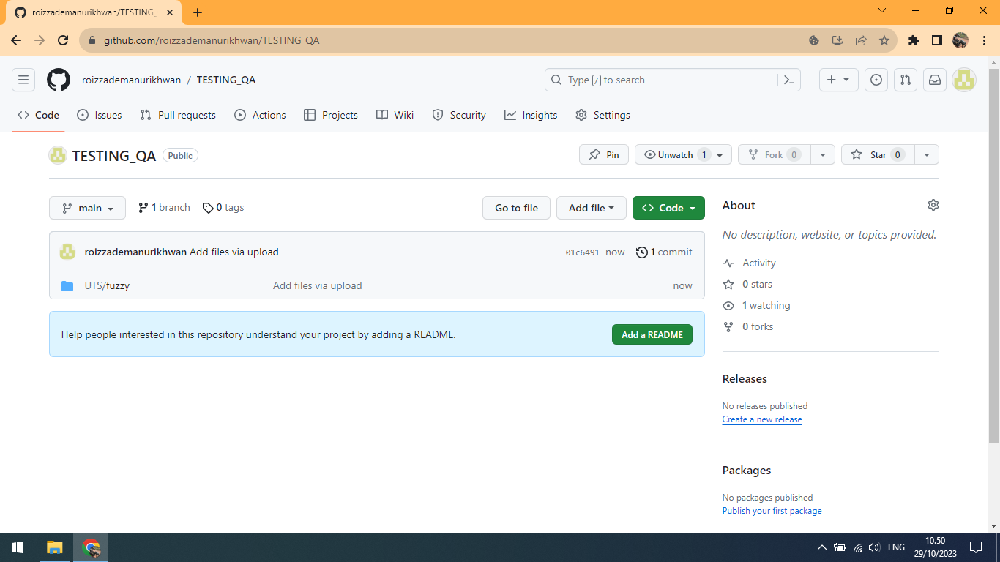 roizzademanurikhwan/TESTING_
github.com/roizzademanurikhwan/TESTING_QA
roizzademanurikhwan / TESTING_QA
Type / to search
Code Issues Pull requests Actions Projects Wiki Security Insights Settings
TESTING_QA Public
Pin Unwatch 1 Fork 0 Star 0
main 1 branch 0 tags Go to file Add file Code
roizzademanurikhwan Add files via upload 01c6491 now 1 commit
UTS/fuzzy Add files via upload now
Help people interested in this repository understand your project by adding a README. Add a README
About
No description, website, or topics provided.
Activity
0 stars
1 watching
0 forks
Releases
No releases published
Create a new release
Packages
No packages published
Publish your first package
ENG
10.50
29/10/2023